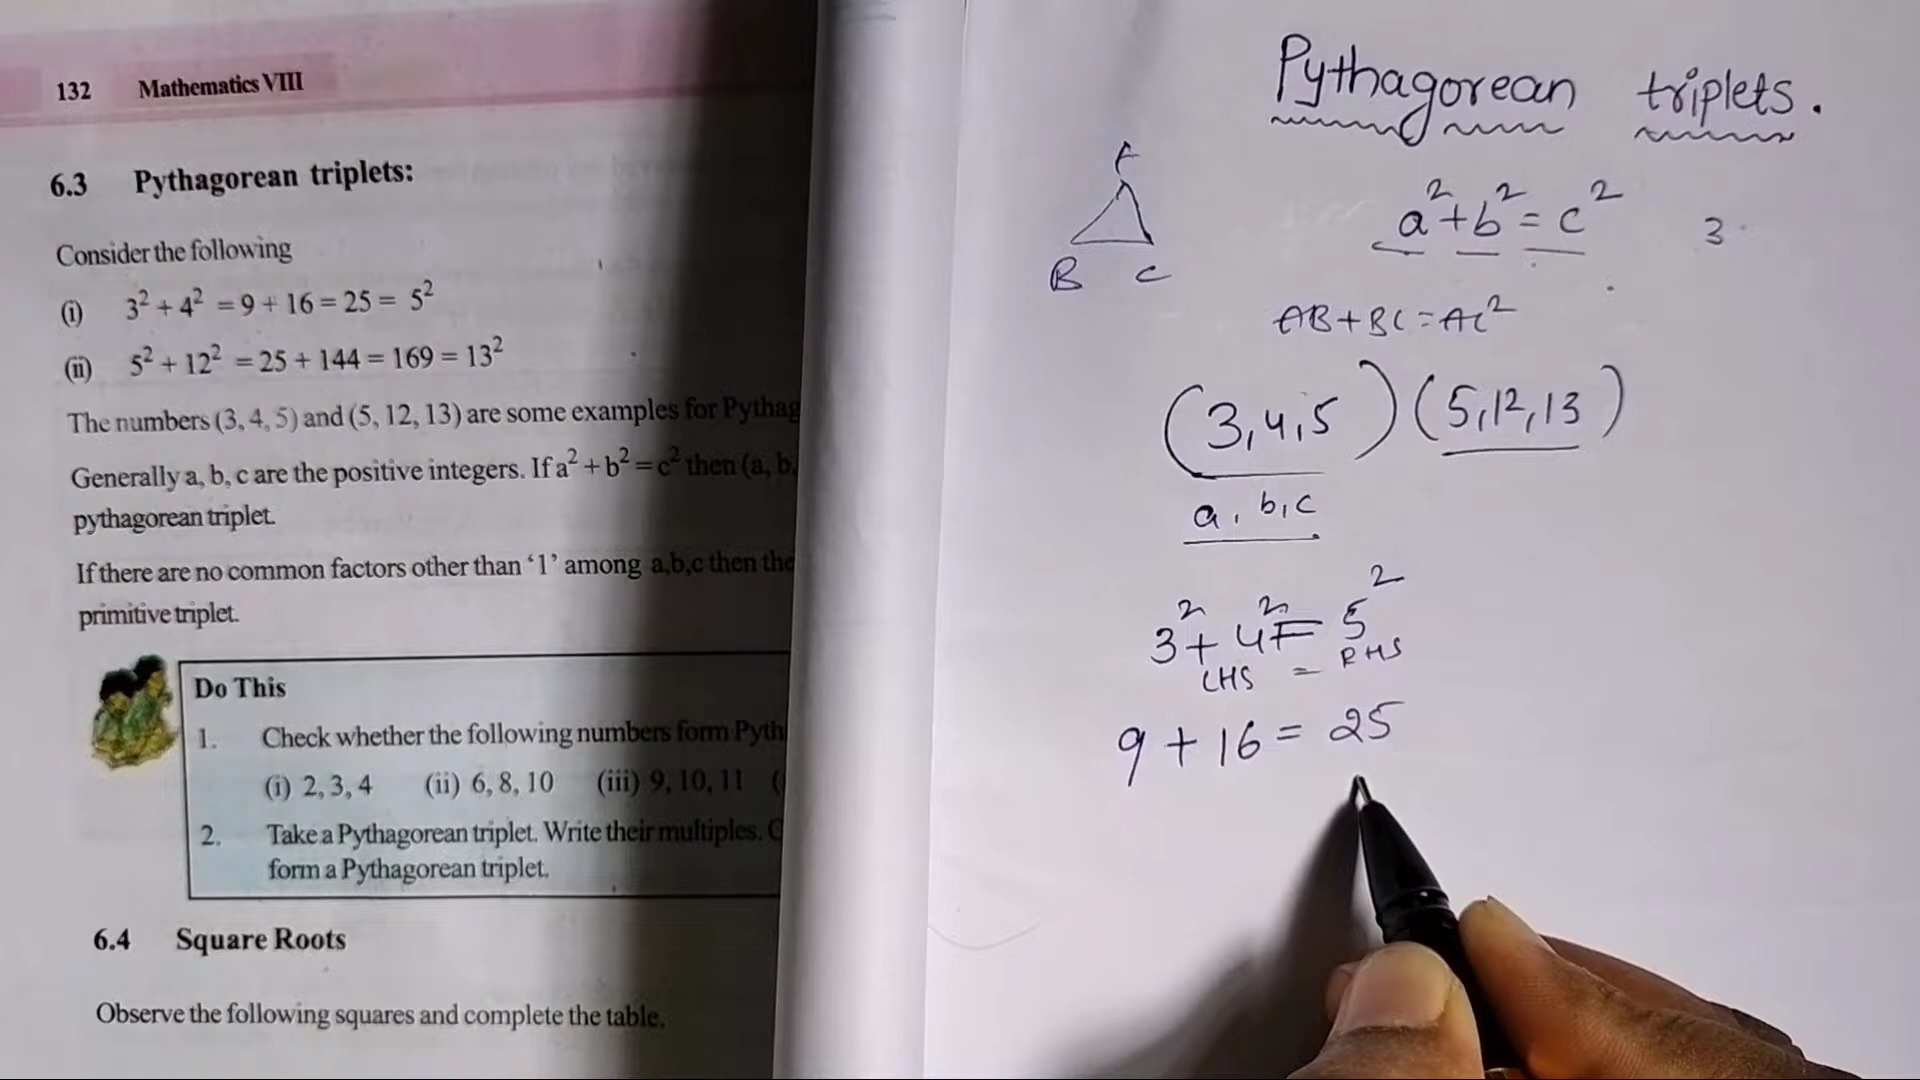 132 Mathematics VIII
6.3 Pythagorean triplets:
Consider the following
(i) 3² + 4² = 9 + 16 = 25 = 5²
(ii) 5² + 12² = 25 + 144 = 169 = 13²
The numbers (3, 4, 5) and (5, 12, 13) are some examples for Pythag
Generally a, b, c are the positive integers. If a² + b² = c² then (a, b,
pythagorean triplet.
If there are no common factors other than ‘1’ among a,b,c then the
primitive triplet.
Do This
1. Check whether the following numbers form Pyth
(i) 2, 3, 4 (ii) 6, 8, 10 (iii) 9, 10, 11 (
2. Take a Pythagorean triplet. Write their multiples. C
form a Pythagorean triplet.
6.4 Square Roots
Observe the following squares and complete the table.
Pythagorean triplets.
a² + b² = c² 3
B C
AB + BC = AC²
(3,4,5) (5,12,13)
a, b, c
3² + 4² = 5²
LHS = RHS
9 + 16 = 25